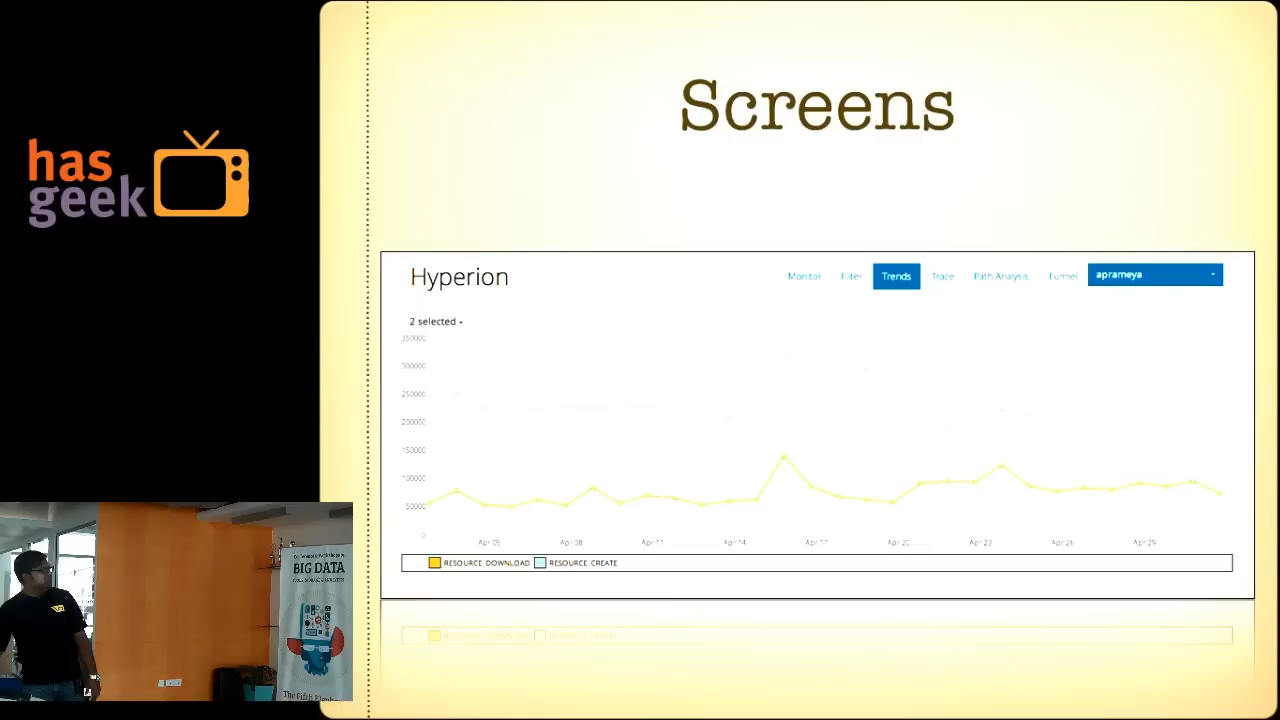 Screens
has
geek
Hyperion
Monitor Filter Trends Trace Path Analysis Funnel aprameya
2 selected
350000
300000
250000
200000
150000
100000
50000
0
Apr 05 Apr 08 Apr 11 Apr 14 Apr 17 Apr 20 Apr 23 Apr 26 Apr 29
RESOURCE_DOWNLOAD RESOURCE_CREATE
BIG DATA
The Fifth